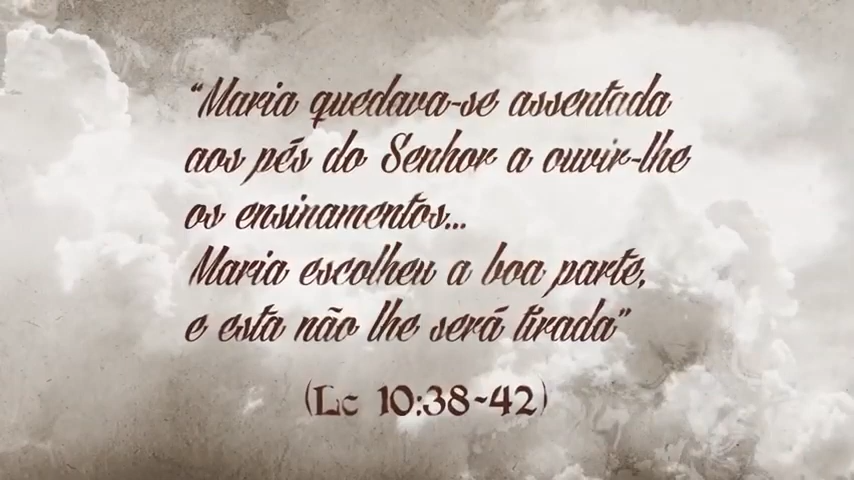 “Maria quedava-se assentada
aos pés do Senhor a ouvir-lhe
os ensinamentos...
Maria escolheu a boa parte,
e esta não lhe será tirada”
(Lc 10:38-42)